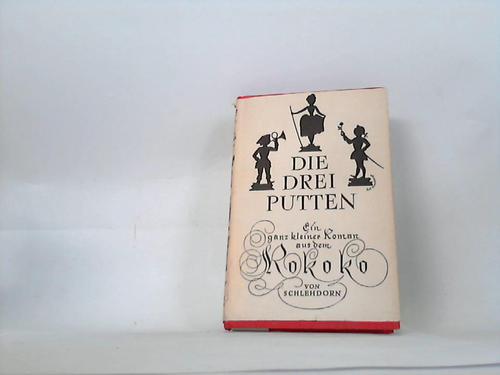 DIE
DREI
PUTTEN
Ein
ganz kleiner Roman
aus dem
Rokoko
VON
SCHLEHDORN